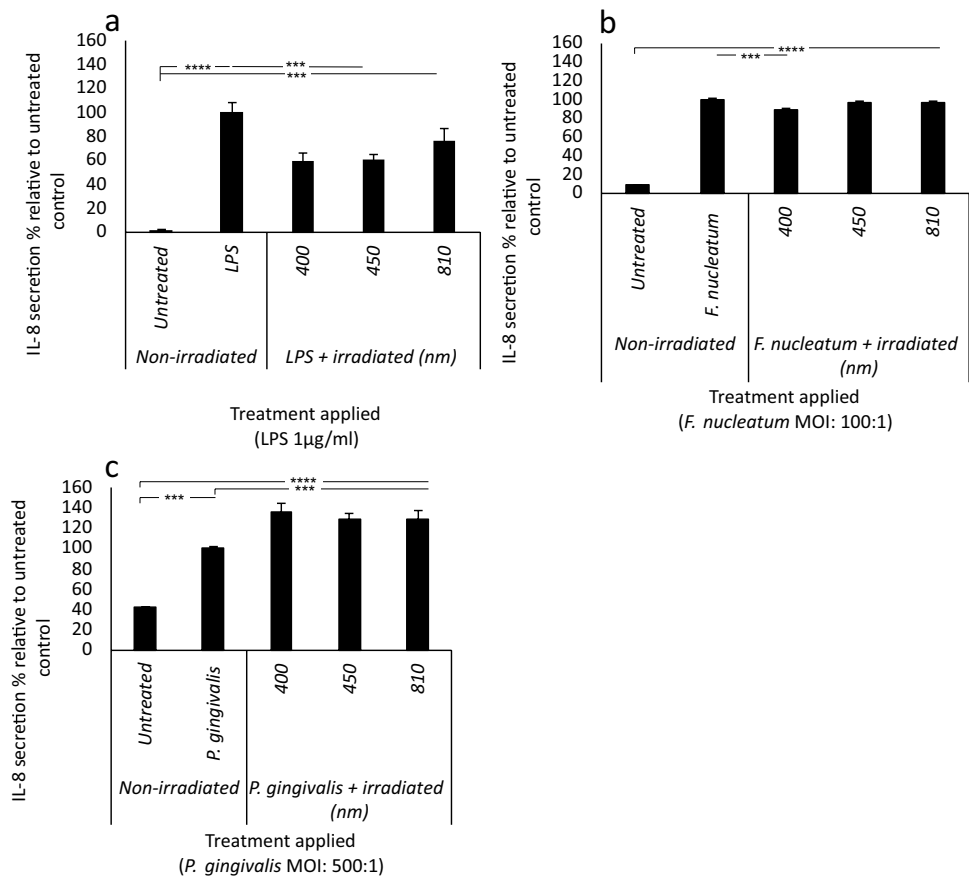 a
IL-8 secretion % relative to untreated
control
160
140
120
100
80
60
40
20
0
****
***
***
Untreated
LPS
400
450
810
Non-irradiated
LPS + irradiated (nm)
Treatment applied
(LPS 1µg/ml)
b
IL-8 secretion % relative to untreated
control
160
140
120
100
80
60
40
20
0
****
***
Untreated
F. nucleatum
400
450
810
Non-irradiated
F. nucleatum + irradiated
(nm)
Treatment applied
(F. nucleatum MOI: 100:1)
c
IL-8 secretion % relative to untreated
control
160
140
120
100
80
60
40
20
0
****
***
***
Untreated
P. gingivalis
400
450
810
Non-irradiated
P. gingivalis + irradiated
(nm)
Treatment applied
(P. gingivalis MOI: 500:1)